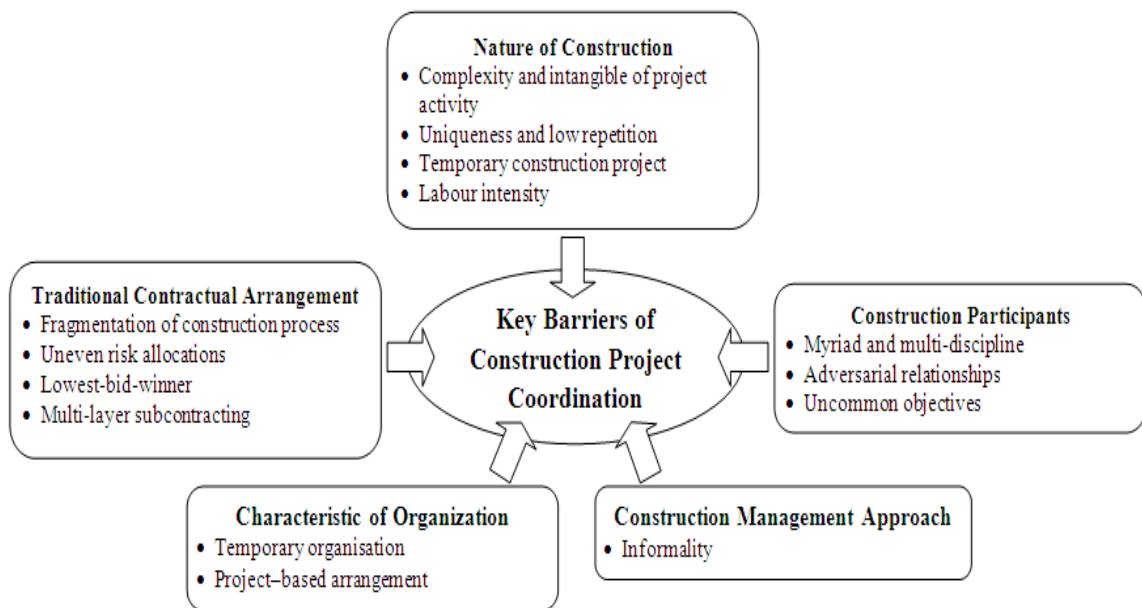 Nature of Construction
• Complexity and intangible of project
activity
• Uniqueness and low repetition
• Temporary construction project
• Labour intensity
Traditional Contractual Arrangement
• Fragmentation of construction process
• Uneven risk allocations
• Lowest-bid-winner
• Multi-layer subcontracting
Key Barriers of
Construction Project
Coordination
Construction Participants
• Myriad and multi-discipline
• Adversarial relationships
• Uncommon objectives
Characteristic of Organization
• Temporary organisation
• Project–based arrangement
Construction Management Approach
• Informality